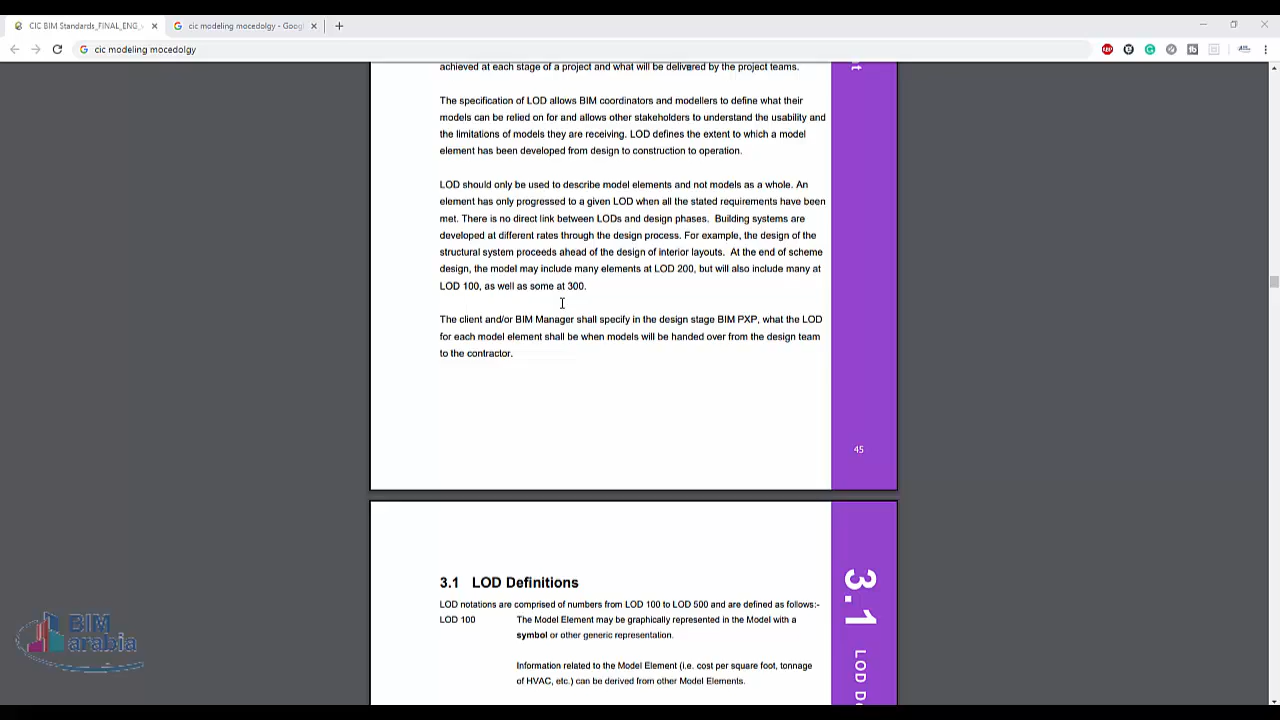 CIC BIM Standards_FINAL_ENG_
cic modeling mocedolgy - Goog
cic modeling mocedolgy
achieved at each stage of a project and what will be delivered by the project teams.
The specification of LOD allows BIM coordinators and modellers to define what their
models can be relied on for and allows other stakeholders to understand the usability and
the limitations of models they are receiving. LOD defines the extent to which a model
element has been developed from design to construction to operation.
LOD should only be used to describe model elements and not models as a whole. An
element has only progressed to a given LOD when all the stated requirements have been
met. There is no direct link between LODs and design phases. Building systems are
developed at different rates through the design process. For example, the design of the
structural system proceeds ahead of the design of interior layouts. At the end of scheme
design, the model may include many elements at LOD 200, but will also include many at
LOD 100, as well as some at 300.
The client and/or BIM Manager shall specify in the design stage BIM PXP, what the LOD
for each model element shall be when models will be handed over from the design team
to the contractor.
45
3.1 LOD Definitions
LOD notations are comprised of numbers from LOD 100 to LOD 500 and are defined as follows:-
LOD 100 The Model Element may be graphically represented in the Model with a
symbol or other generic representation.
Information related to the Model Element (i.e. cost per square foot, tonnage
of HVAC, etc.) can be derived from other Model Elements.
3.1 LOD D
BIM
arabia